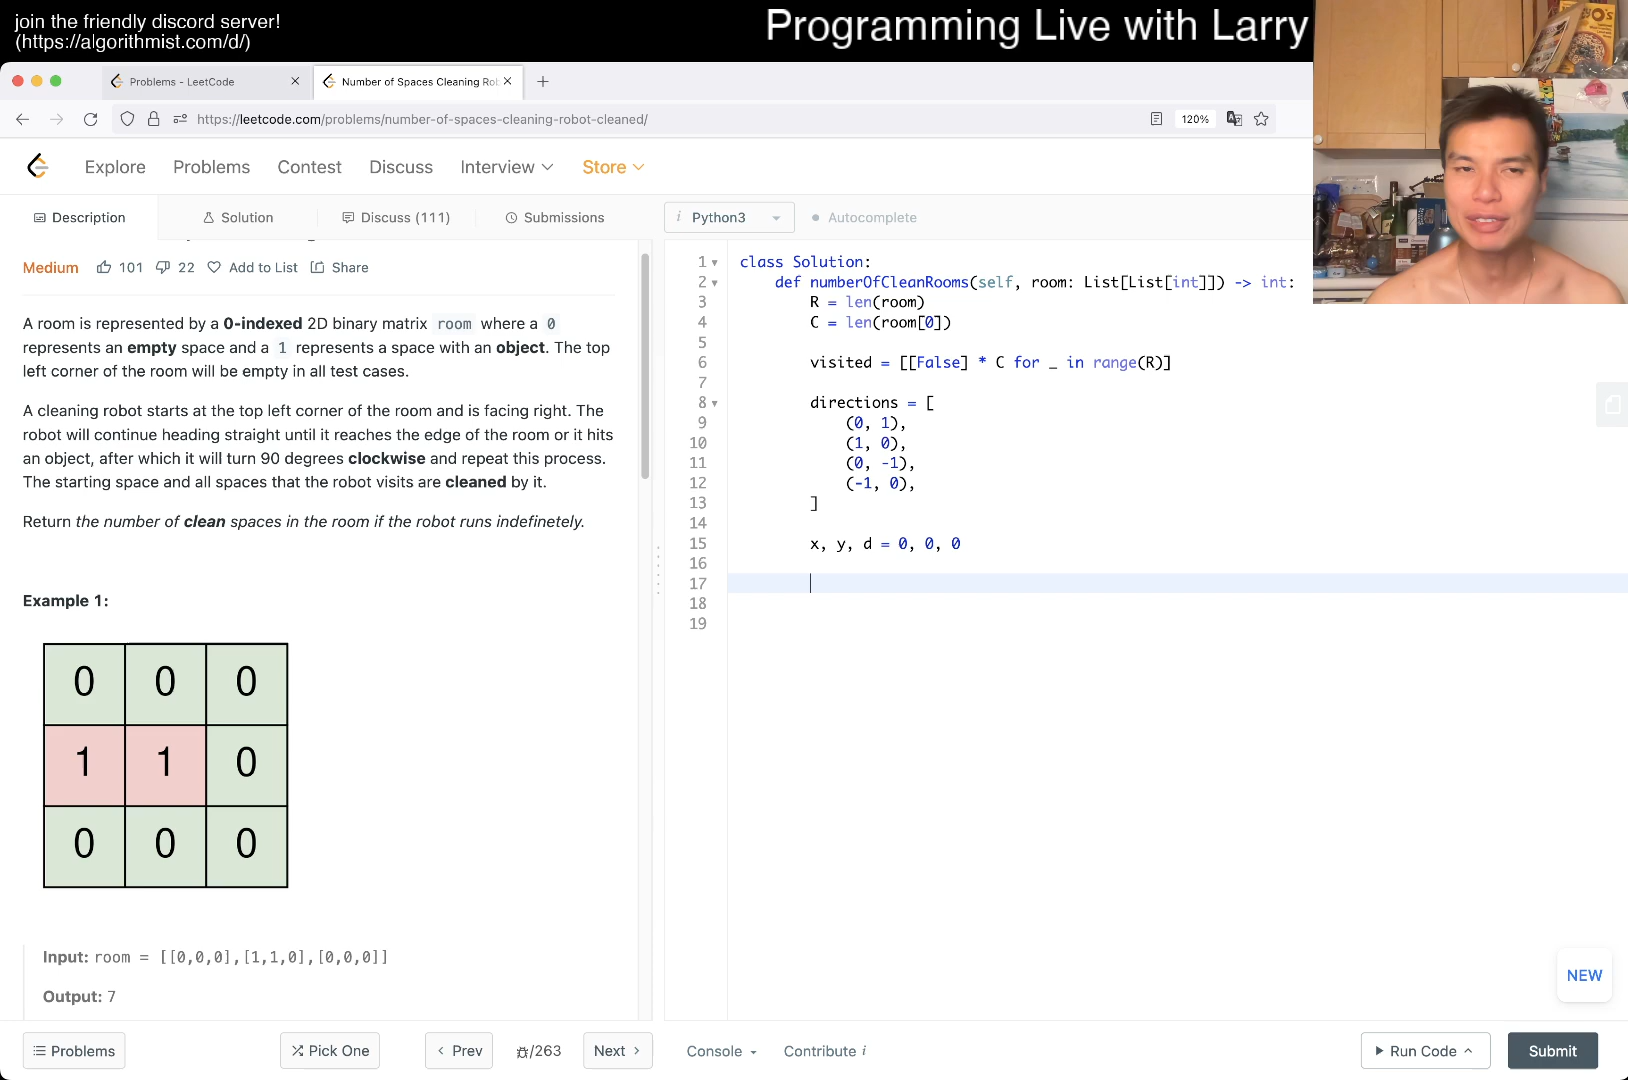 join the friendly discord server!
(https://algorithmist.com/d/)
Programming Live with Larry
Problems - LeetCode
Number of Spaces Cleaning Rob
https://leetcode.com/problems/number-of-spaces-cleaning-robot-cleaned/
120%
Explore
Problems
Contest
Discuss
Interview
Store
Description
Solution
Discuss (111)
Submissions
i Python3
Autocomplete
Medium
101
22
Add to List
Share
A room is represented by a 0-indexed 2D binary matrix room where a 0
represents an empty space and a 1 represents a space with an object. The top
left corner of the room will be empty in all test cases.
A cleaning robot starts at the top left corner of the room and is facing right. The
robot will continue heading straight until it reaches the edge of the room or it hits
an object, after which it will turn 90 degrees clockwise and repeat this process.
The starting space and all spaces that the robot visits are cleaned by it.
Return the number of clean spaces in the room if the robot runs indefinetely.
Example 1:
0 0 0
1 1 0
0 0 0
Input: room = [[0,0,0],[1,1,0],[0,0,0]]
Output: 7
1 class Solution:
2     def numberOfCleanRooms(self, room: List[List[int]]) -> int:
3         R = len(room)
4         C = len(room[0])
5
6         visited = [[False] * C for _ in range(R)]
7
8         directions = [
9             (0, 1),
10             (1, 0),
11             (0, -1),
12             (-1, 0),
13         ]
14
15         x, y, d = 0, 0, 0
16
17
18
19
NEW
Problems
Pick One
Prev
/263
Next
Console
Contribute i
Run Code
Submit